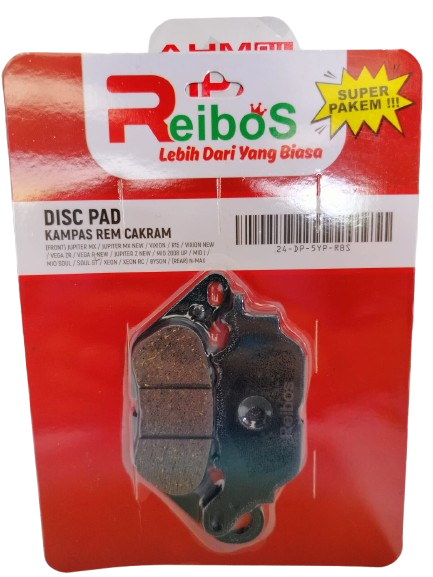 AHM
ReiboS
Lebih Dari Yang Biasa
SUPER
PAKEM !!!
DISC PAD
KAMPAS REM CAKRAM
(FRONT) JUPITER MX / JUPITER MX NEW / VIXION / R15 / VIXION NEW
/ VEGA ZR / VEGA R NEW / JUPITER Z NEW / MIO 2008 UP / MIO J /
MIO SOUL / SOUL GT / XEON / XEON RC / BYSON / (REAR) N-MAX
24-DP-5YP-RBS
ReiboS